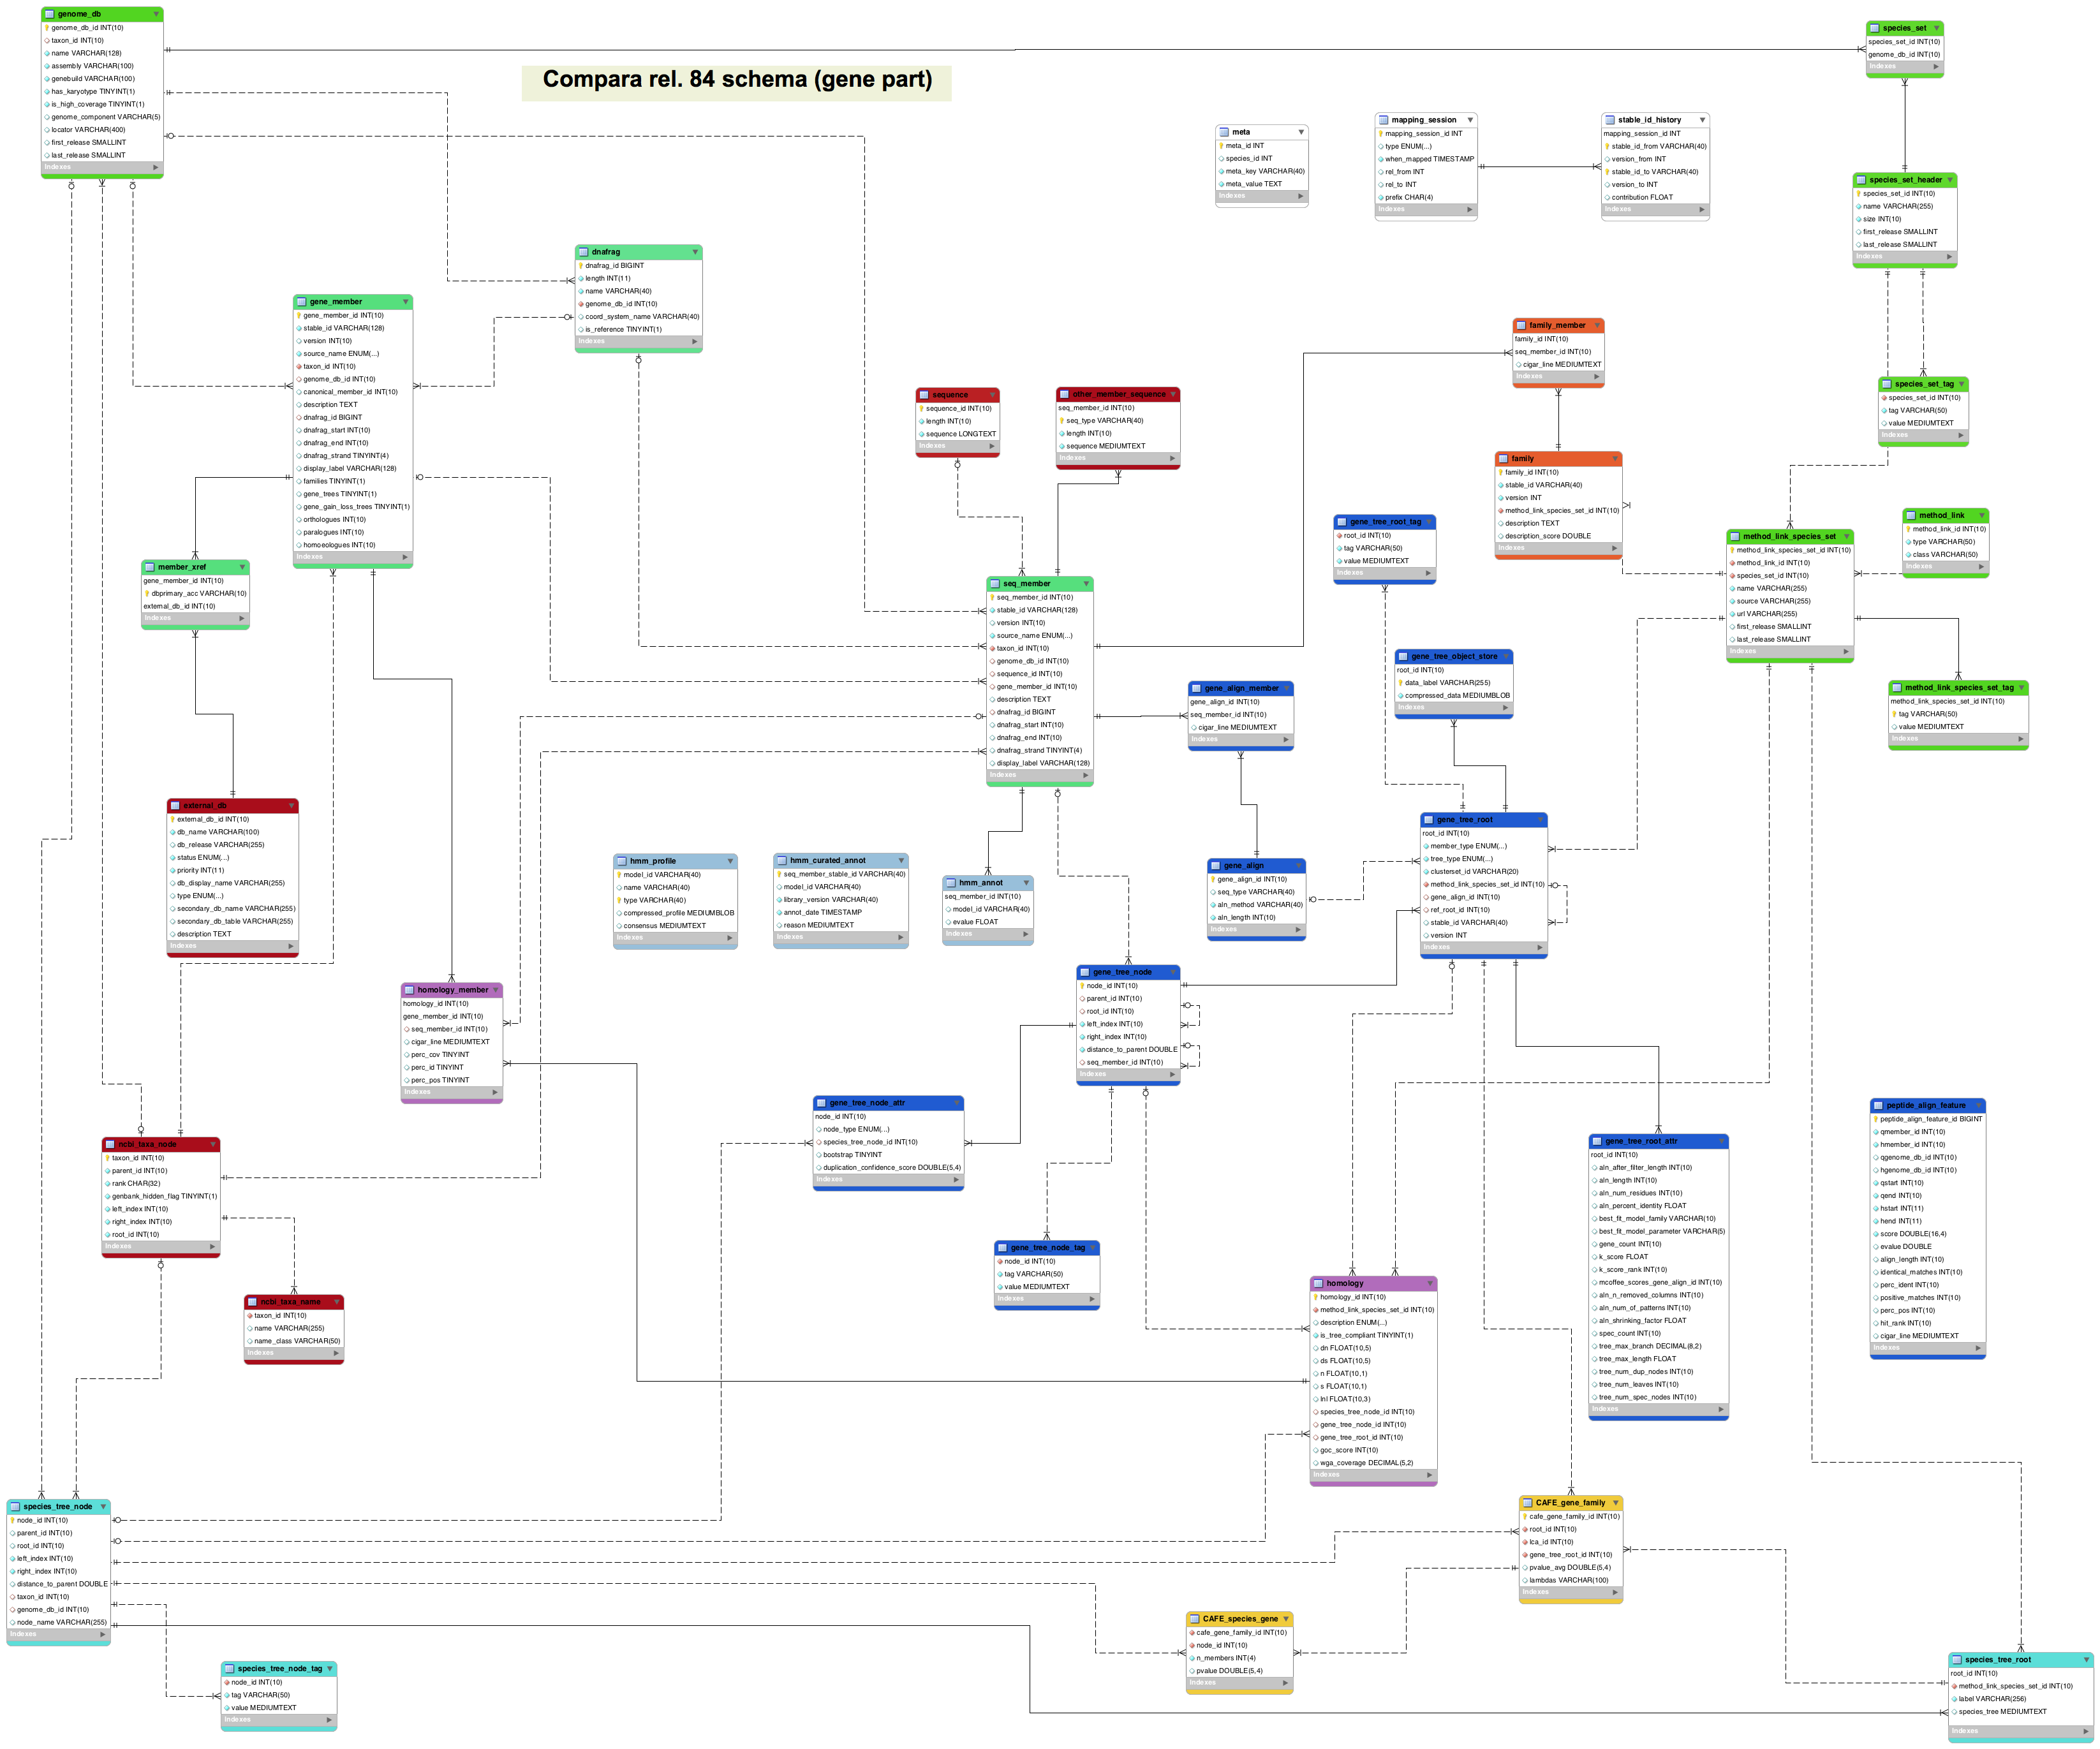 Compara rel. 84 schema (gene part)
genome_db
genome_db_id INT(10)
taxon_id INT(10)
name VARCHAR(128)
assembly VARCHAR(100)
genebuild VARCHAR(100)
has_karyotype TINYINT(1)
is_high_coverage TINYINT(1)
genome_component VARCHAR(5)
locator VARCHAR(400)
first_release SMALLINT
last_release SMALLINT
Indexes
species_set
species_set_id INT(10)
genome_db_id INT(10)
Indexes
meta
meta_id INT
species_id INT
meta_key VARCHAR(40)
meta_value TEXT
Indexes
mapping_session
mapping_session_id INT
type ENUM(...)
when_mapped TIMESTAMP
rel_from INT
rel_to INT
prefix CHAR(4)
Indexes
stable_id_history
mapping_session_id INT
stable_id_from VARCHAR(40)
version_from INT
stable_id_to VARCHAR(40)
version_to INT
contribution FLOAT
Indexes
species_set_header
species_set_id INT(10)
name VARCHAR(255)
size INT(10)
first_release SMALLINT
last_release SMALLINT
Indexes
dnafrag
dnafrag_id BIGINT
length INT(11)
name VARCHAR(40)
genome_db_id INT(10)
coord_system_name VARCHAR(40)
is_reference TINYINT(1)
Indexes
gene_member
gene_member_id INT(10)
stable_id VARCHAR(128)
version INT(10)
source_name ENUM(...)
taxon_id INT(10)
genome_db_id INT(10)
canonical_member_id INT(10)
description TEXT
dnafrag_id BIGINT
dnafrag_start INT(10)
dnafrag_end INT(10)
dnafrag_strand TINYINT(4)
display_label VARCHAR(128)
families TINYINT(1)
gene_trees TINYINT(1)
gene_gain_loss_trees TINYINT(1)
orthologues INT(10)
paralogues INT(10)
homoeologues INT(10)
Indexes
family_member
family_id INT(10)
seq_member_id INT(10)
cigar_line MEDIUMTEXT
Indexes
species_set_tag
species_set_id INT(10)
tag VARCHAR(50)
value MEDIUMTEXT
Indexes
sequence
sequence_id INT(10)
length INT(10)
sequence LONGTEXT
Indexes
other_member_sequence
seq_member_id INT(10)
seq_type VARCHAR(40)
length INT(10)
sequence MEDIUMTEXT
Indexes
family
family_id INT(10)
stable_id VARCHAR(40)
version INT
method_link_species_set_id INT(10)
description TEXT
description_score DOUBLE
Indexes
gene_tree_root_tag
root_id INT(10)
tag VARCHAR(50)
value MEDIUMTEXT
Indexes
method_link
method_link_id INT(10)
type VARCHAR(50)
class VARCHAR(50)
Indexes
method_link_species_set
method_link_species_set_id INT(10)
method_link_id INT(10)
species_set_id INT(10)
name VARCHAR(255)
source VARCHAR(255)
url VARCHAR(255)
first_release SMALLINT
last_release SMALLINT
Indexes
member_xref
gene_member_id INT(10)
dbprimary_acc VARCHAR(10)
external_db_id INT(10)
Indexes
seq_member
seq_member_id INT(10)
stable_id VARCHAR(128)
version INT(10)
source_name ENUM(...)
taxon_id INT(10)
genome_db_id INT(10)
sequence_id INT(10)
gene_member_id INT(10)
description TEXT
dnafrag_id BIGINT
dnafrag_start INT(10)
dnafrag_end INT(10)
dnafrag_strand TINYINT(4)
display_label VARCHAR(128)
Indexes
gene_tree_object_store
root_id INT(10)
data_label VARCHAR(255)
compressed_data MEDIUMBLOB
Indexes
gene_align_member
gene_align_id INT(10)
seq_member_id INT(10)
cigar_line MEDIUMTEXT
Indexes
method_link_species_set_tag
method_link_species_set_id INT(10)
tag VARCHAR(50)
value MEDIUMTEXT
Indexes
external_db
external_db_id INT(10)
db_name VARCHAR(100)
db_release VARCHAR(255)
status ENUM(...)
priority INT(11)
db_display_name VARCHAR(255)
type ENUM(...)
secondary_db_name VARCHAR(255)
secondary_db_table VARCHAR(255)
description TEXT
Indexes
hmm_profile
model_id VARCHAR(40)
name VARCHAR(40)
type VARCHAR(40)
compressed_profile MEDIUMBLOB
consensus MEDIUMTEXT
Indexes
hmm_curated_annot
seq_member_stable_id VARCHAR(40)
model_id VARCHAR(40)
library_version VARCHAR(40)
annot_date TIMESTAMP
reason MEDIUMTEXT
Indexes
hmm_annot
seq_member_id INT(10)
model_id VARCHAR(40)
evalue FLOAT
Indexes
gene_align
gene_align_id INT(10)
seq_type VARCHAR(40)
aln_method VARCHAR(40)
aln_length INT(10)
Indexes
gene_tree_root
root_id INT(10)
member_type ENUM(...)
tree_type ENUM(...)
clusterset_id VARCHAR(20)
method_link_species_set_id INT(10)
gene_align_id INT(10)
ref_root_id INT(10)
stable_id VARCHAR(40)
version INT
Indexes
homology_member
homology_id INT(10)
gene_member_id INT(10)
seq_member_id INT(10)
cigar_line MEDIUMTEXT
perc_cov TINYINT
perc_id TINYINT
perc_pos TINYINT
Indexes
gene_tree_node
node_id INT(10)
parent_id INT(10)
root_id INT(10)
left_index INT(10)
right_index INT(10)
distance_to_parent DOUBLE
seq_member_id INT(10)
Indexes
gene_tree_node_attr
node_id INT(10)
node_type ENUM(...)
species_tree_node_id INT(10)
bootstrap TINYINT
duplication_confidence_score DOUBLE(5,4)
Indexes
ncbi_taxa_node
taxon_id INT(10)
parent_id INT(10)
rank CHAR(32)
genbank_hidden_flag TINYINT(1)
left_index INT(10)
right_index INT(10)
root_id INT(10)
Indexes
gene_tree_root_attr
root_id INT(10)
aln_after_filter_length INT(10)
aln_length INT(10)
aln_num_residues INT(10)
aln_percent_identity FLOAT
best_fit_model_family VARCHAR(10)
best_fit_model_parameter VARCHAR(5)
gene_count INT(10)
k_score FLOAT
k_score_rank INT(10)
mcoffee_scores_gene_align_id INT(10)
aln_n_removed_columns INT(10)
aln_num_of_patterns INT(10)
aln_shrinking_factor FLOAT
spec_count INT(10)
tree_max_branch DECIMAL(8,2)
tree_max_length FLOAT
tree_num_dup_nodes INT(10)
tree_num_leaves INT(10)
tree_num_spec_nodes INT(10)
Indexes
peptide_align_feature
peptide_align_feature_id BIGINT
qmember_id INT(10)
hmember_id INT(10)
qgenome_db_id INT(10)
hgenome_db_id INT(10)
qstart INT(10)
qend INT(10)
hstart INT(11)
hend INT(11)
score DOUBLE(16,4)
evalue DOUBLE
align_length INT(10)
identical_matches INT(10)
perc_ident INT(10)
positive_matches INT(10)
perc_pos INT(10)
hit_rank INT(10)
cigar_line MEDIUMTEXT
Indexes
gene_tree_node_tag
node_id INT(10)
tag VARCHAR(50)
value MEDIUMTEXT
Indexes
ncbi_taxa_name
taxon_id INT(10)
name VARCHAR(255)
name_class VARCHAR(50)
Indexes
homology
homology_id INT(10)
method_link_species_set_id INT(10)
description ENUM(...)
is_tree_compliant TINYINT(1)
dn FLOAT(10,5)
ds FLOAT(10,5)
n FLOAT(10,1)
s FLOAT(10,1)
lnl FLOAT(10,3)
species_tree_node_id INT(10)
gene_tree_node_id INT(10)
gene_tree_root_id INT(10)
goc_score INT(10)
wga_coverage DECIMAL(5,2)
Indexes
species_tree_node
node_id INT(10)
parent_id INT(10)
root_id INT(10)
left_index INT(10)
right_index INT(10)
distance_to_parent DOUBLE
taxon_id INT(10)
genome_db_id INT(10)
node_name VARCHAR(255)
Indexes
CAFE_gene_family
cafe_gene_family_id INT(10)
root_id INT(10)
lca_id INT(10)
gene_tree_root_id INT(10)
pvalue_avg DOUBLE(5,4)
lambdas VARCHAR(100)
Indexes
CAFE_species_gene
cafe_gene_family_id INT(10)
node_id INT(10)
n_members INT(4)
pvalue DOUBLE(5,4)
Indexes
species_tree_node_tag
node_id INT(10)
tag VARCHAR(50)
value MEDIUMTEXT
Indexes
species_tree_root
root_id INT(10)
method_link_species_set_id INT(10)
label VARCHAR(256)
species_tree MEDIUMTEXT
Indexes